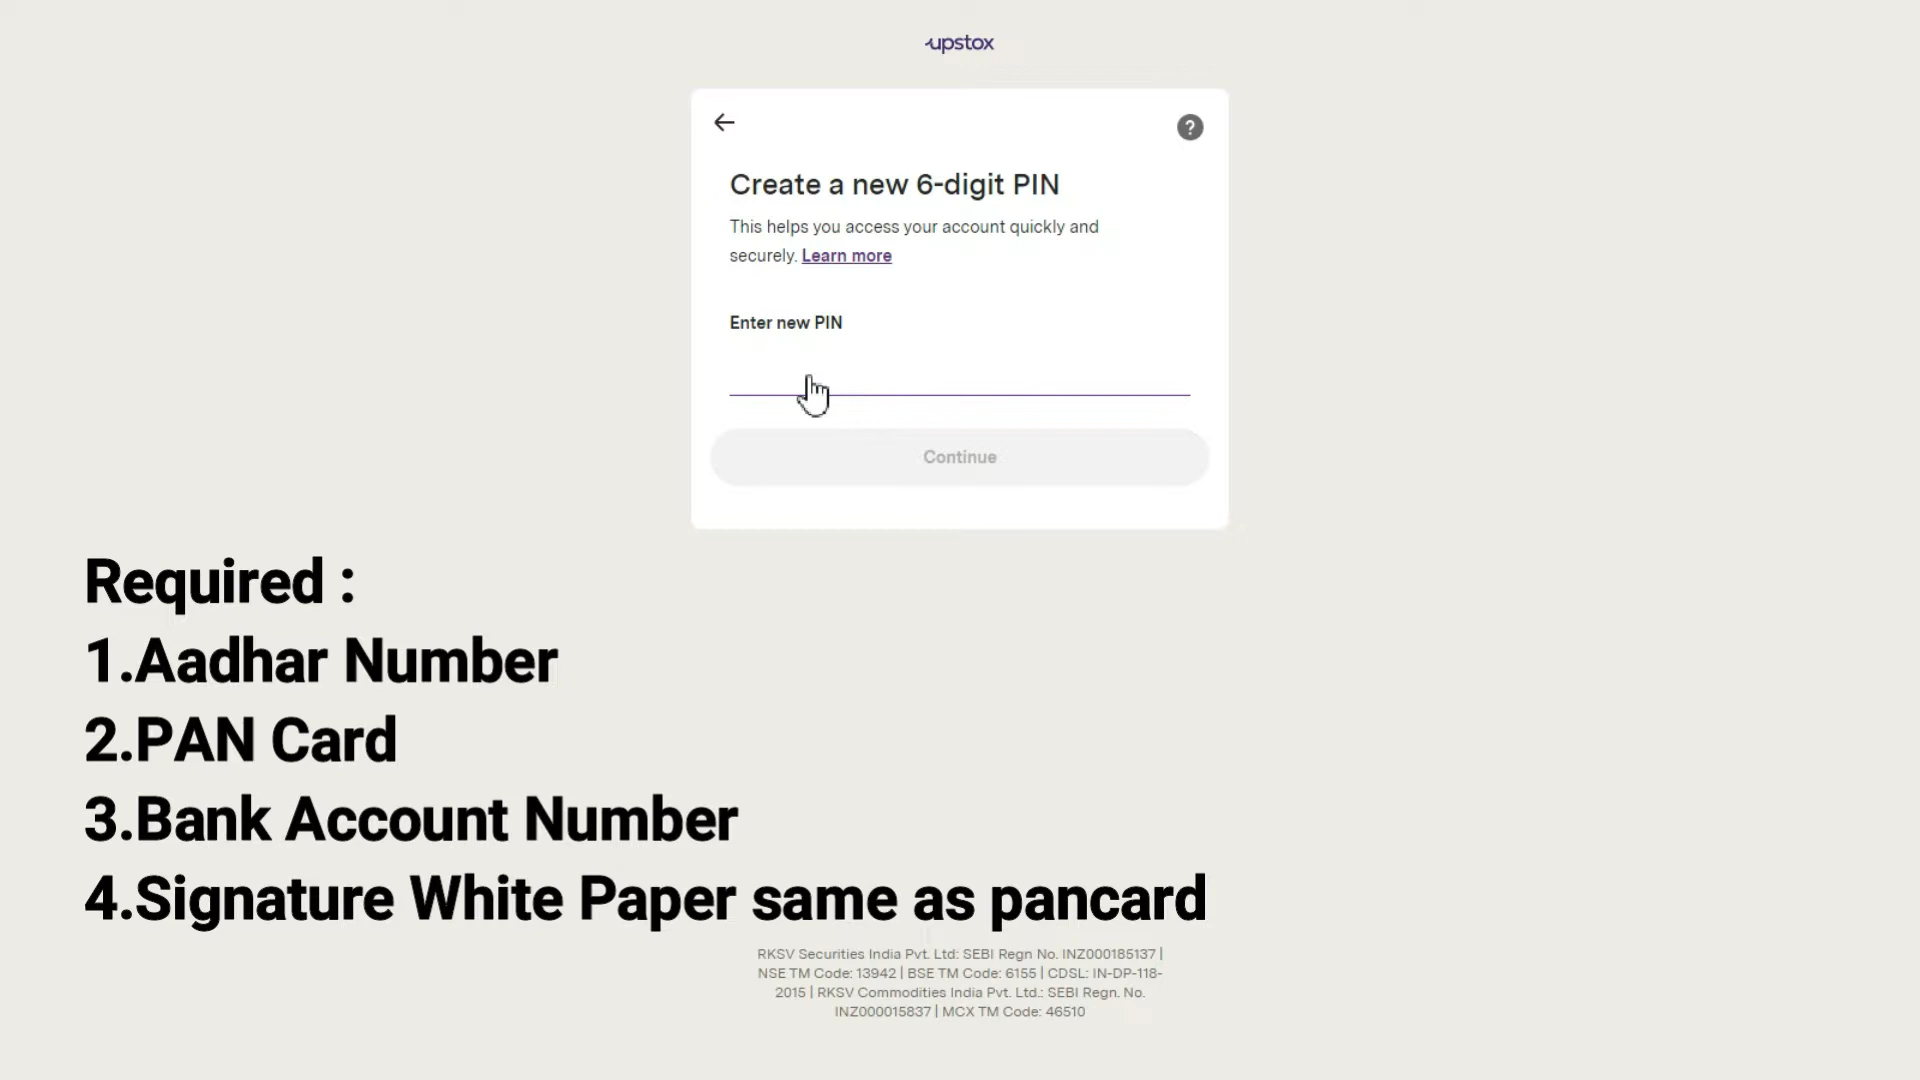 upstox
?
Create a new 6-digit PIN
This helps you access your account quickly and
securely. Learn more
Enter new PIN
Continue
Required :
1.Aadhar Number
2.PAN Card
3.Bank Account Number
4.Signature White Paper same as pancard
RKSV Securities India Pvt. Ltd: SEBI Regn No. INZ000185137 |
NSE TM Code: 13942 | BSE TM Code: 6155 | CDSL: IN-DP-118-
2015 | RKSV Commodities India Pvt. Ltd.: SEBI Regn. No.
INZ000015837 | MCX TM Code: 46510